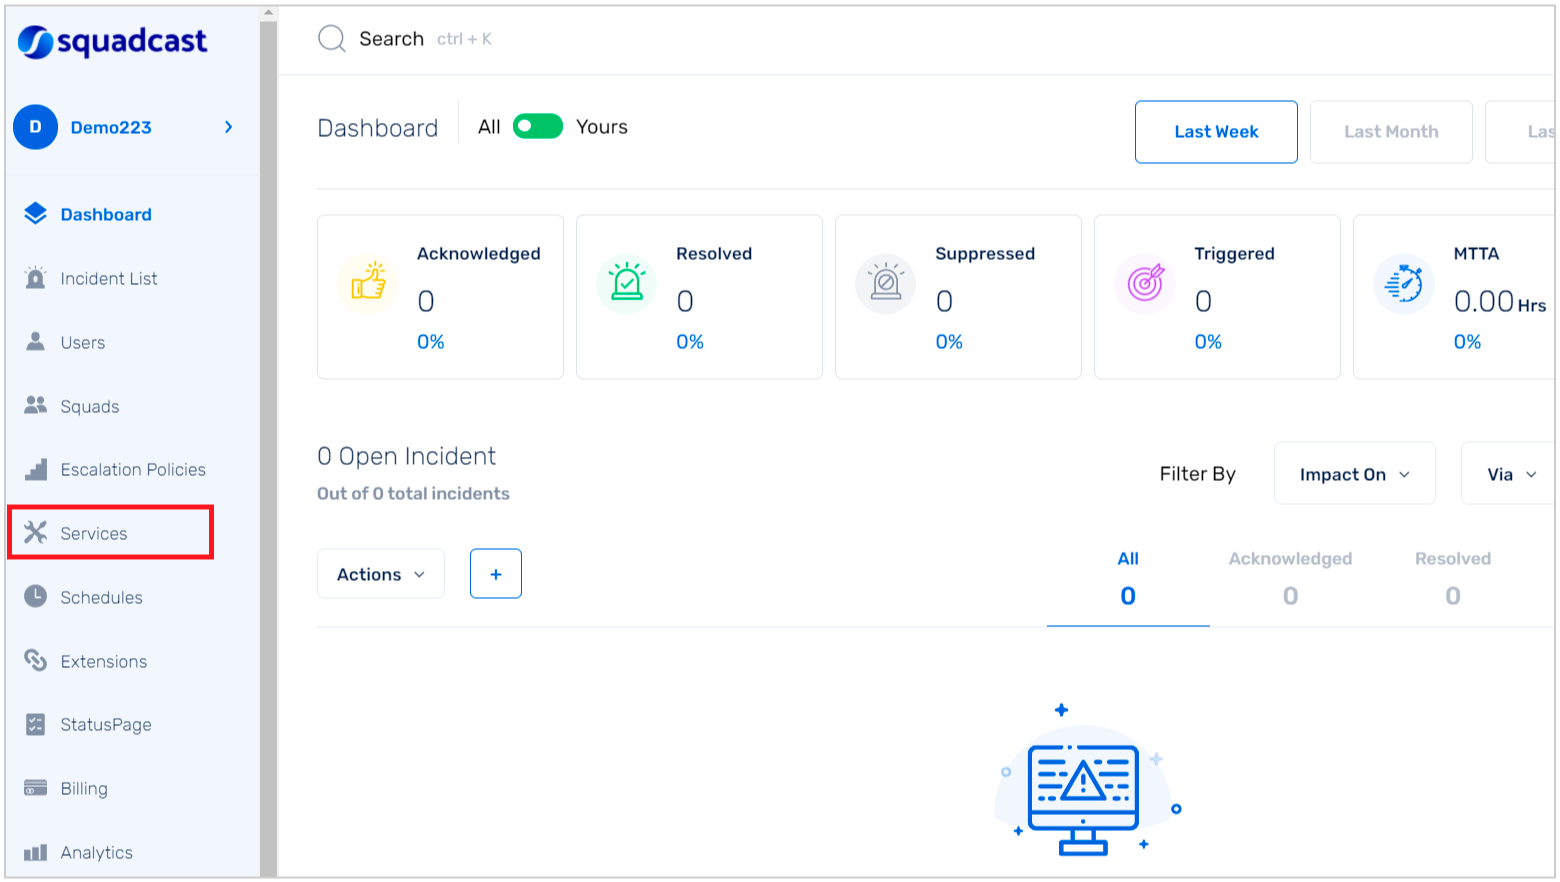 squadcast
D
Demo223
Dashboard
Incident List
Users
Squads
Escalation Policies
Services
Schedules
Extensions
StatusPage
Billing
Analytics
Search ctrl + K
Dashboard
All
Yours
Last Week
Last Month
Las
Acknowledged
0
0%
Resolved
0
0%
Suppressed
0
0%
Triggered
0
0%
MTTA
0.00 Hrs
0%
0 Open Incident
Out of 0 total incidents
Filter By
Impact On
Via
Actions
+
All
0
Acknowledged
0
Resolved
0